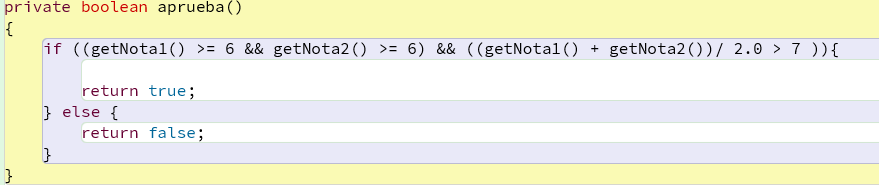 private boolean aprueba()
{
if ((getNota1() >= 6 && getNota2() >= 6) && ((getNota1() + getNota2())/ 2.0 > 7 )){
return true;
} else {
return false;
}
}